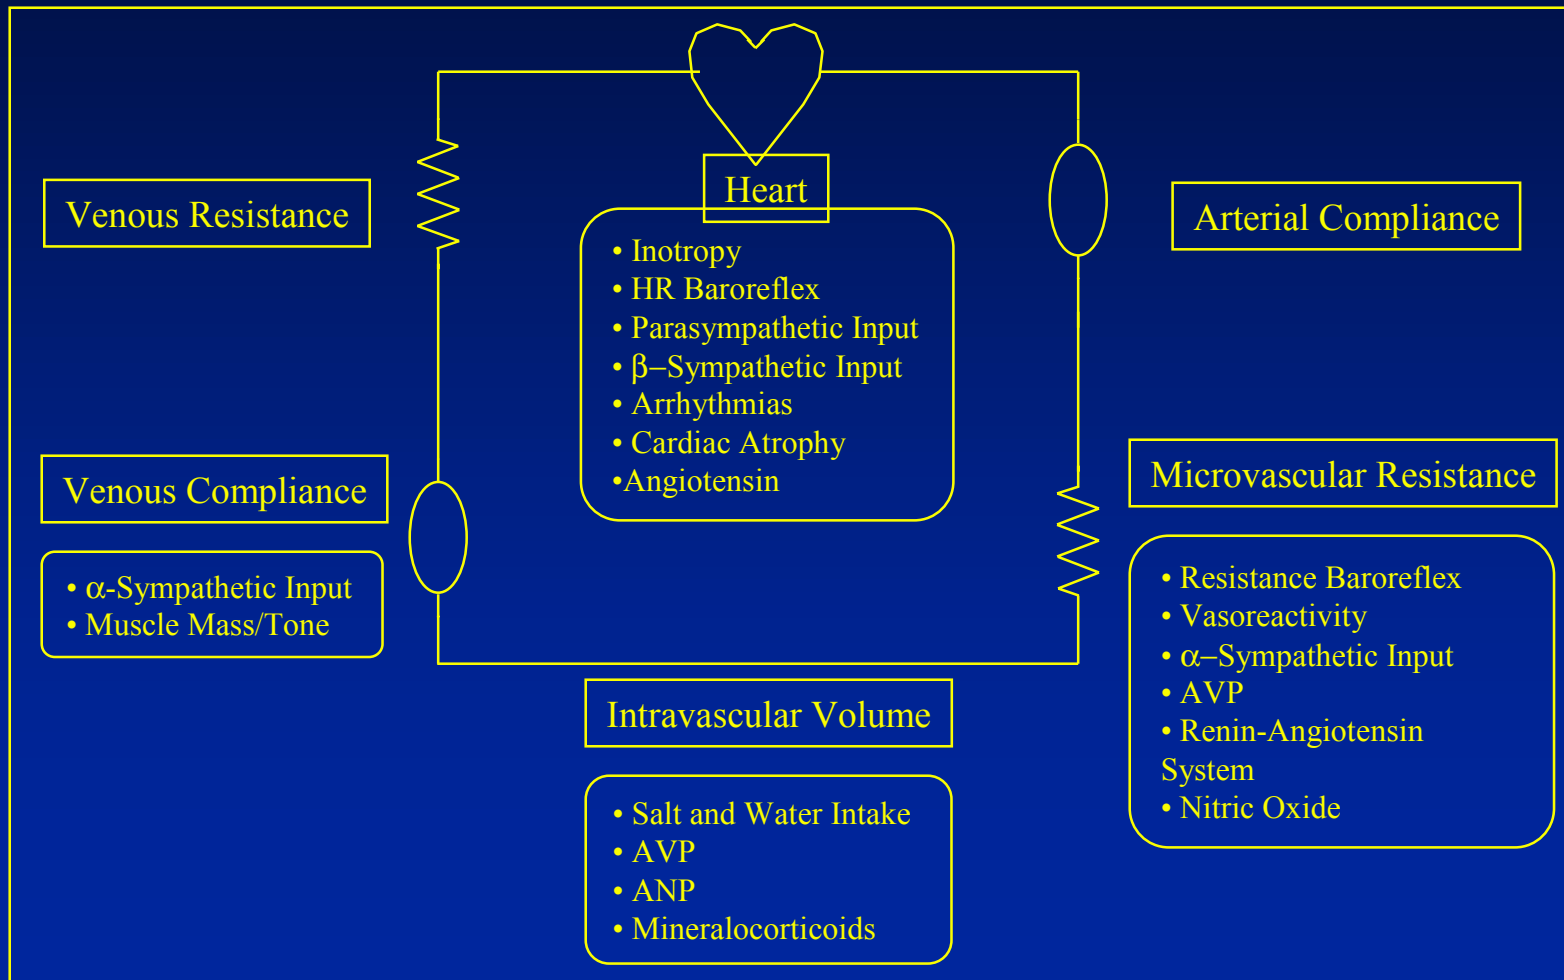 Heart
• Inotropy
• HR Baroreflex
• Parasympathetic Input
• β–Sympathetic Input
• Arrhythmias
• Cardiac Atrophy
•Angiotensin
Venous Resistance
Arterial Compliance
Venous Compliance
• α-Sympathetic Input
• Muscle Mass/Tone
Microvascular Resistance
• Resistance Baroreflex
• Vasoreactivity
• α–Sympathetic Input
• AVP
• Renin-Angiotensin
System
• Nitric Oxide
Intravascular Volume
• Salt and Water Intake
• AVP
• ANP
• Mineralocorticoids